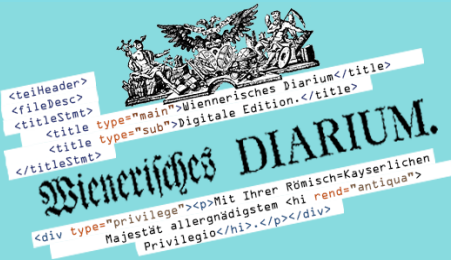 <teiHeader>
<fileDesc>
<titleStmt>
<title type="main">Wiennerisches Diarium</title>
<title type="sub">Digitale Edition.</title>
</titleStmt>
Wienerisches DIARIUM.
<div type="privilege"><p>Mit Ihrer Römisch=Kayserlichen
Majestät allergnädigstem <hi rend="antiqua">
Privilegio</hi>.</p></div>